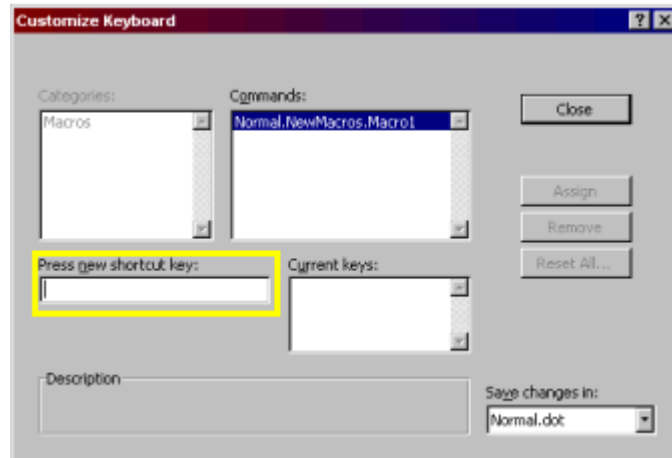 Customize Keyboard
Categories:
Commands:
Macros
Normal.NewMacros.Macro1
Close
Assign
Remove
Reset All...
Press new shortcut key:
Current keys:
Description
Save changes in:
Normal.dot